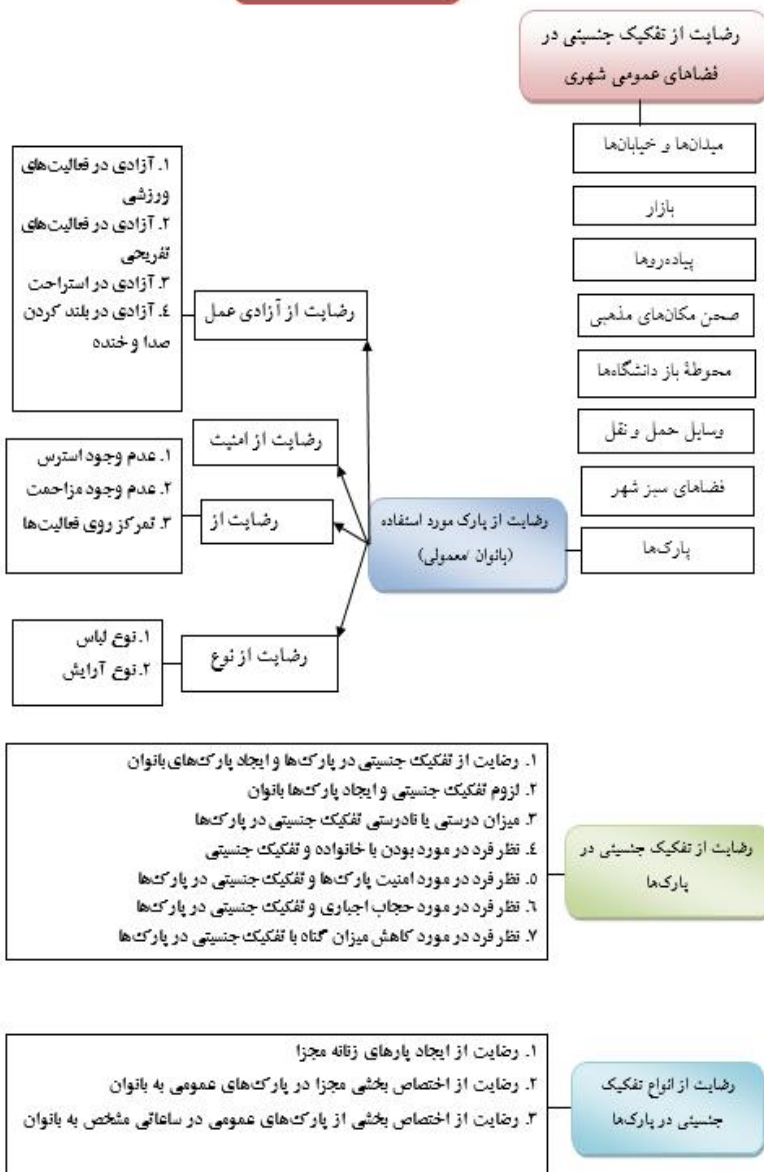 رضایت از تفکیک جنسیتی در
فضاهای عمومی شهری
میدان‌ها و خیابان‌ها
بازار
پیاده‌روها
صحن مکان‌های مذهبی
محوطهٔ باز دانشگاه‌ها
وسایل حمل و نقل
فضاهای سبز شهر
پارک‌ها
رضایت از پارک مورد استفاده
(بانوان /معمولی)
رضایت از آزادی عمل
۱. آزادی در فعالیت‌های
ورزشی
۲. آزادی در فعالیت‌های
تفریحی
۳. آزادی در استراحت
۴. آزادی در بلند کردن
صدا و خنده
رضایت از امنیت
رضایت از
۱. عدم وجود استرس
۲. عدم وجود مزاحمت
۳. تمرکز روی فعالیت‌ها
رضایت از نوع
۱. نوع لباس
۲. نوع آرایش
رضایت از تفکیک جنسیتی در
پارک‌ها
۱. رضایت از تفکیک جنسیتی در پارک‌ها و ایجاد پارک‌های بانوان
۲. لزوم تفکیک جنسیتی و ایجاد پارک‌ها بانوان
۳. میزان درستی یا نادرستی تفکیک جنسیتی در پارک‌ها
۴. نظر فرد در مورد بودن با خانواده و تفکیک جنسیتی
۵. نظر فرد در مورد امنیت پارک‌ها و تفکیک جنسیتی در پارک‌ها
۶. نظر فرد در مورد حجاب اجباری و تفکیک جنسیتی در پارک‌ها
۷. نظر فرد در مورد کاهش میزان گناه با تفکیک جنسیتی در پارک‌ها
رضایت از انواع تفکیک
جنسیتی در پارک‌ها
۱. رضایت از ایجاد پارهای زنانه مجزا
۲. رضایت از اختصاص بخشی مجزا در پارک‌های عمومی به بانوان
۳. رضایت از اختصاص بخشی از پارک‌های عمومی در ساعاتی مشخص به بانوان